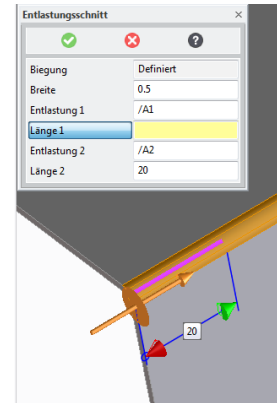 Entlastungsschnitt
Biegung Definiert
Breite 0.5
Entlastung 1 /A1
Länge 1
Entlastung 2 /A2
Länge 2 20
20